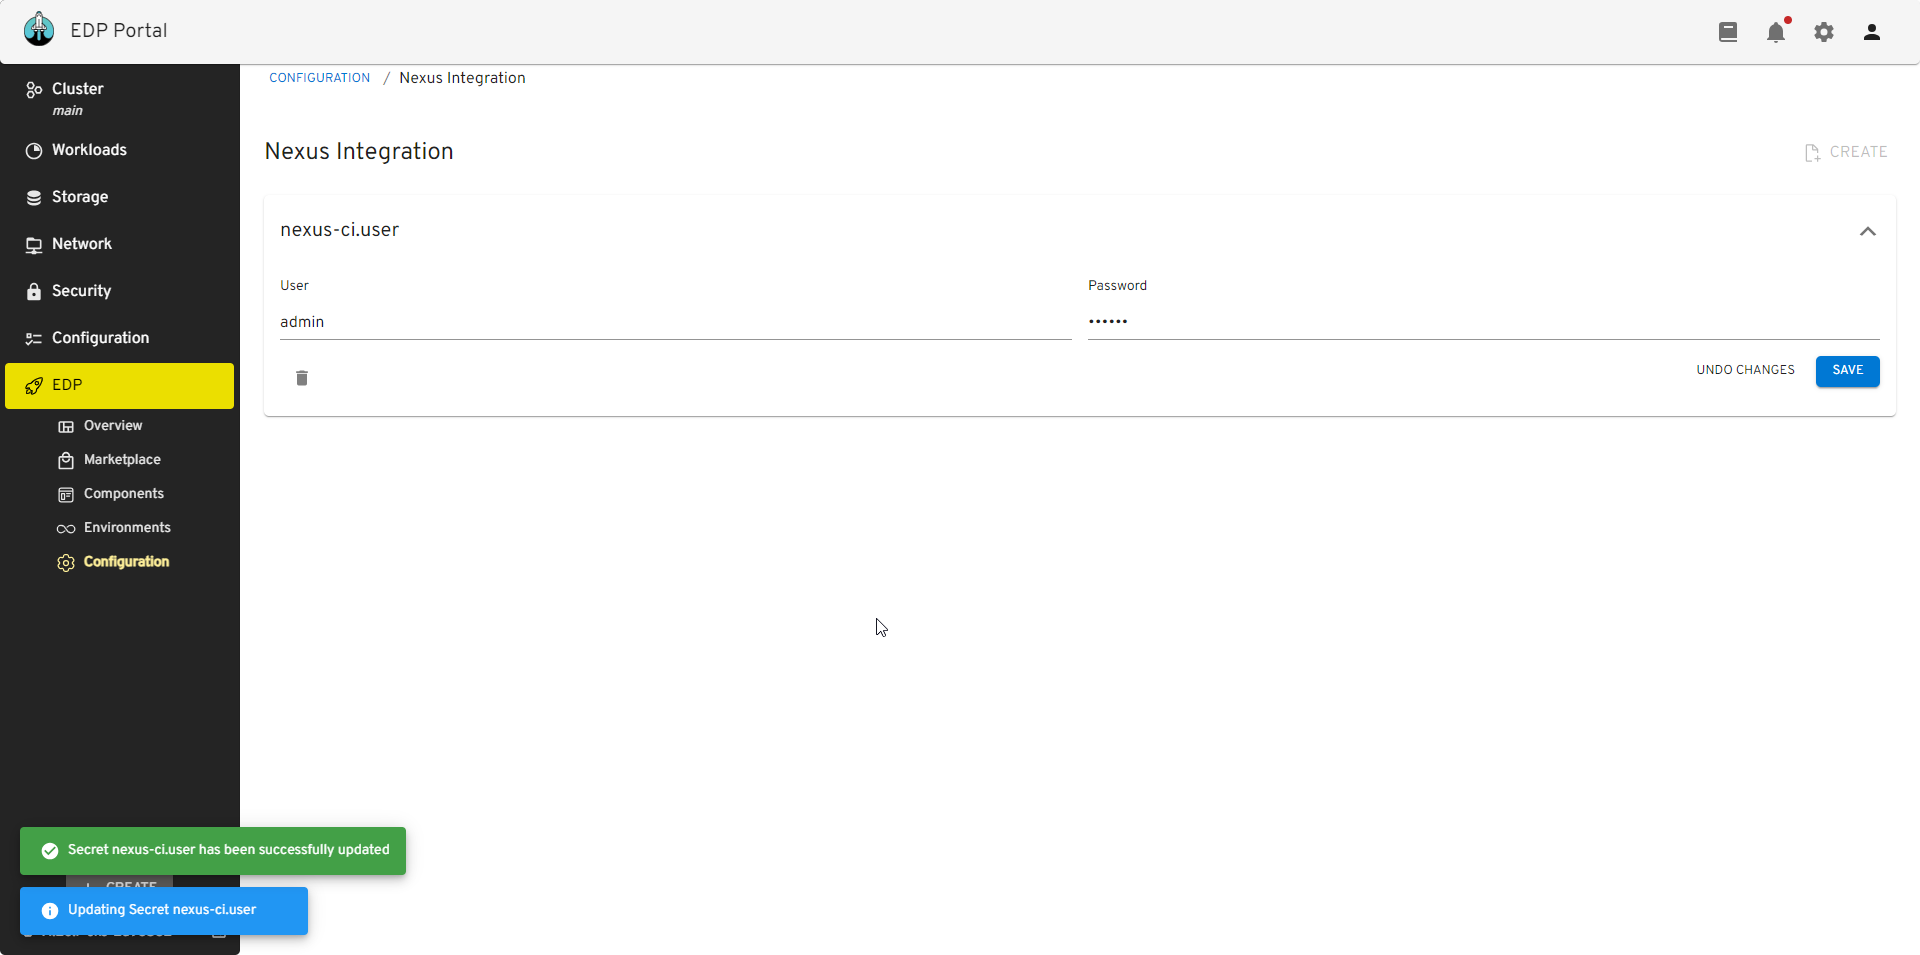 EDP Portal
CONFIGURATION / Nexus Integration
Cluster
main
Workloads
Storage
Network
Security
Configuration
EDP
Overview
Marketplace
Components
Environments
Configuration
Nexus Integration
CREATE
nexus-ci.user
User
Password
admin
••••••
UNDO CHANGES
SAVE
Secret nexus-ci.user has been successfully updated
CREATE
Updating Secret nexus-ci.user